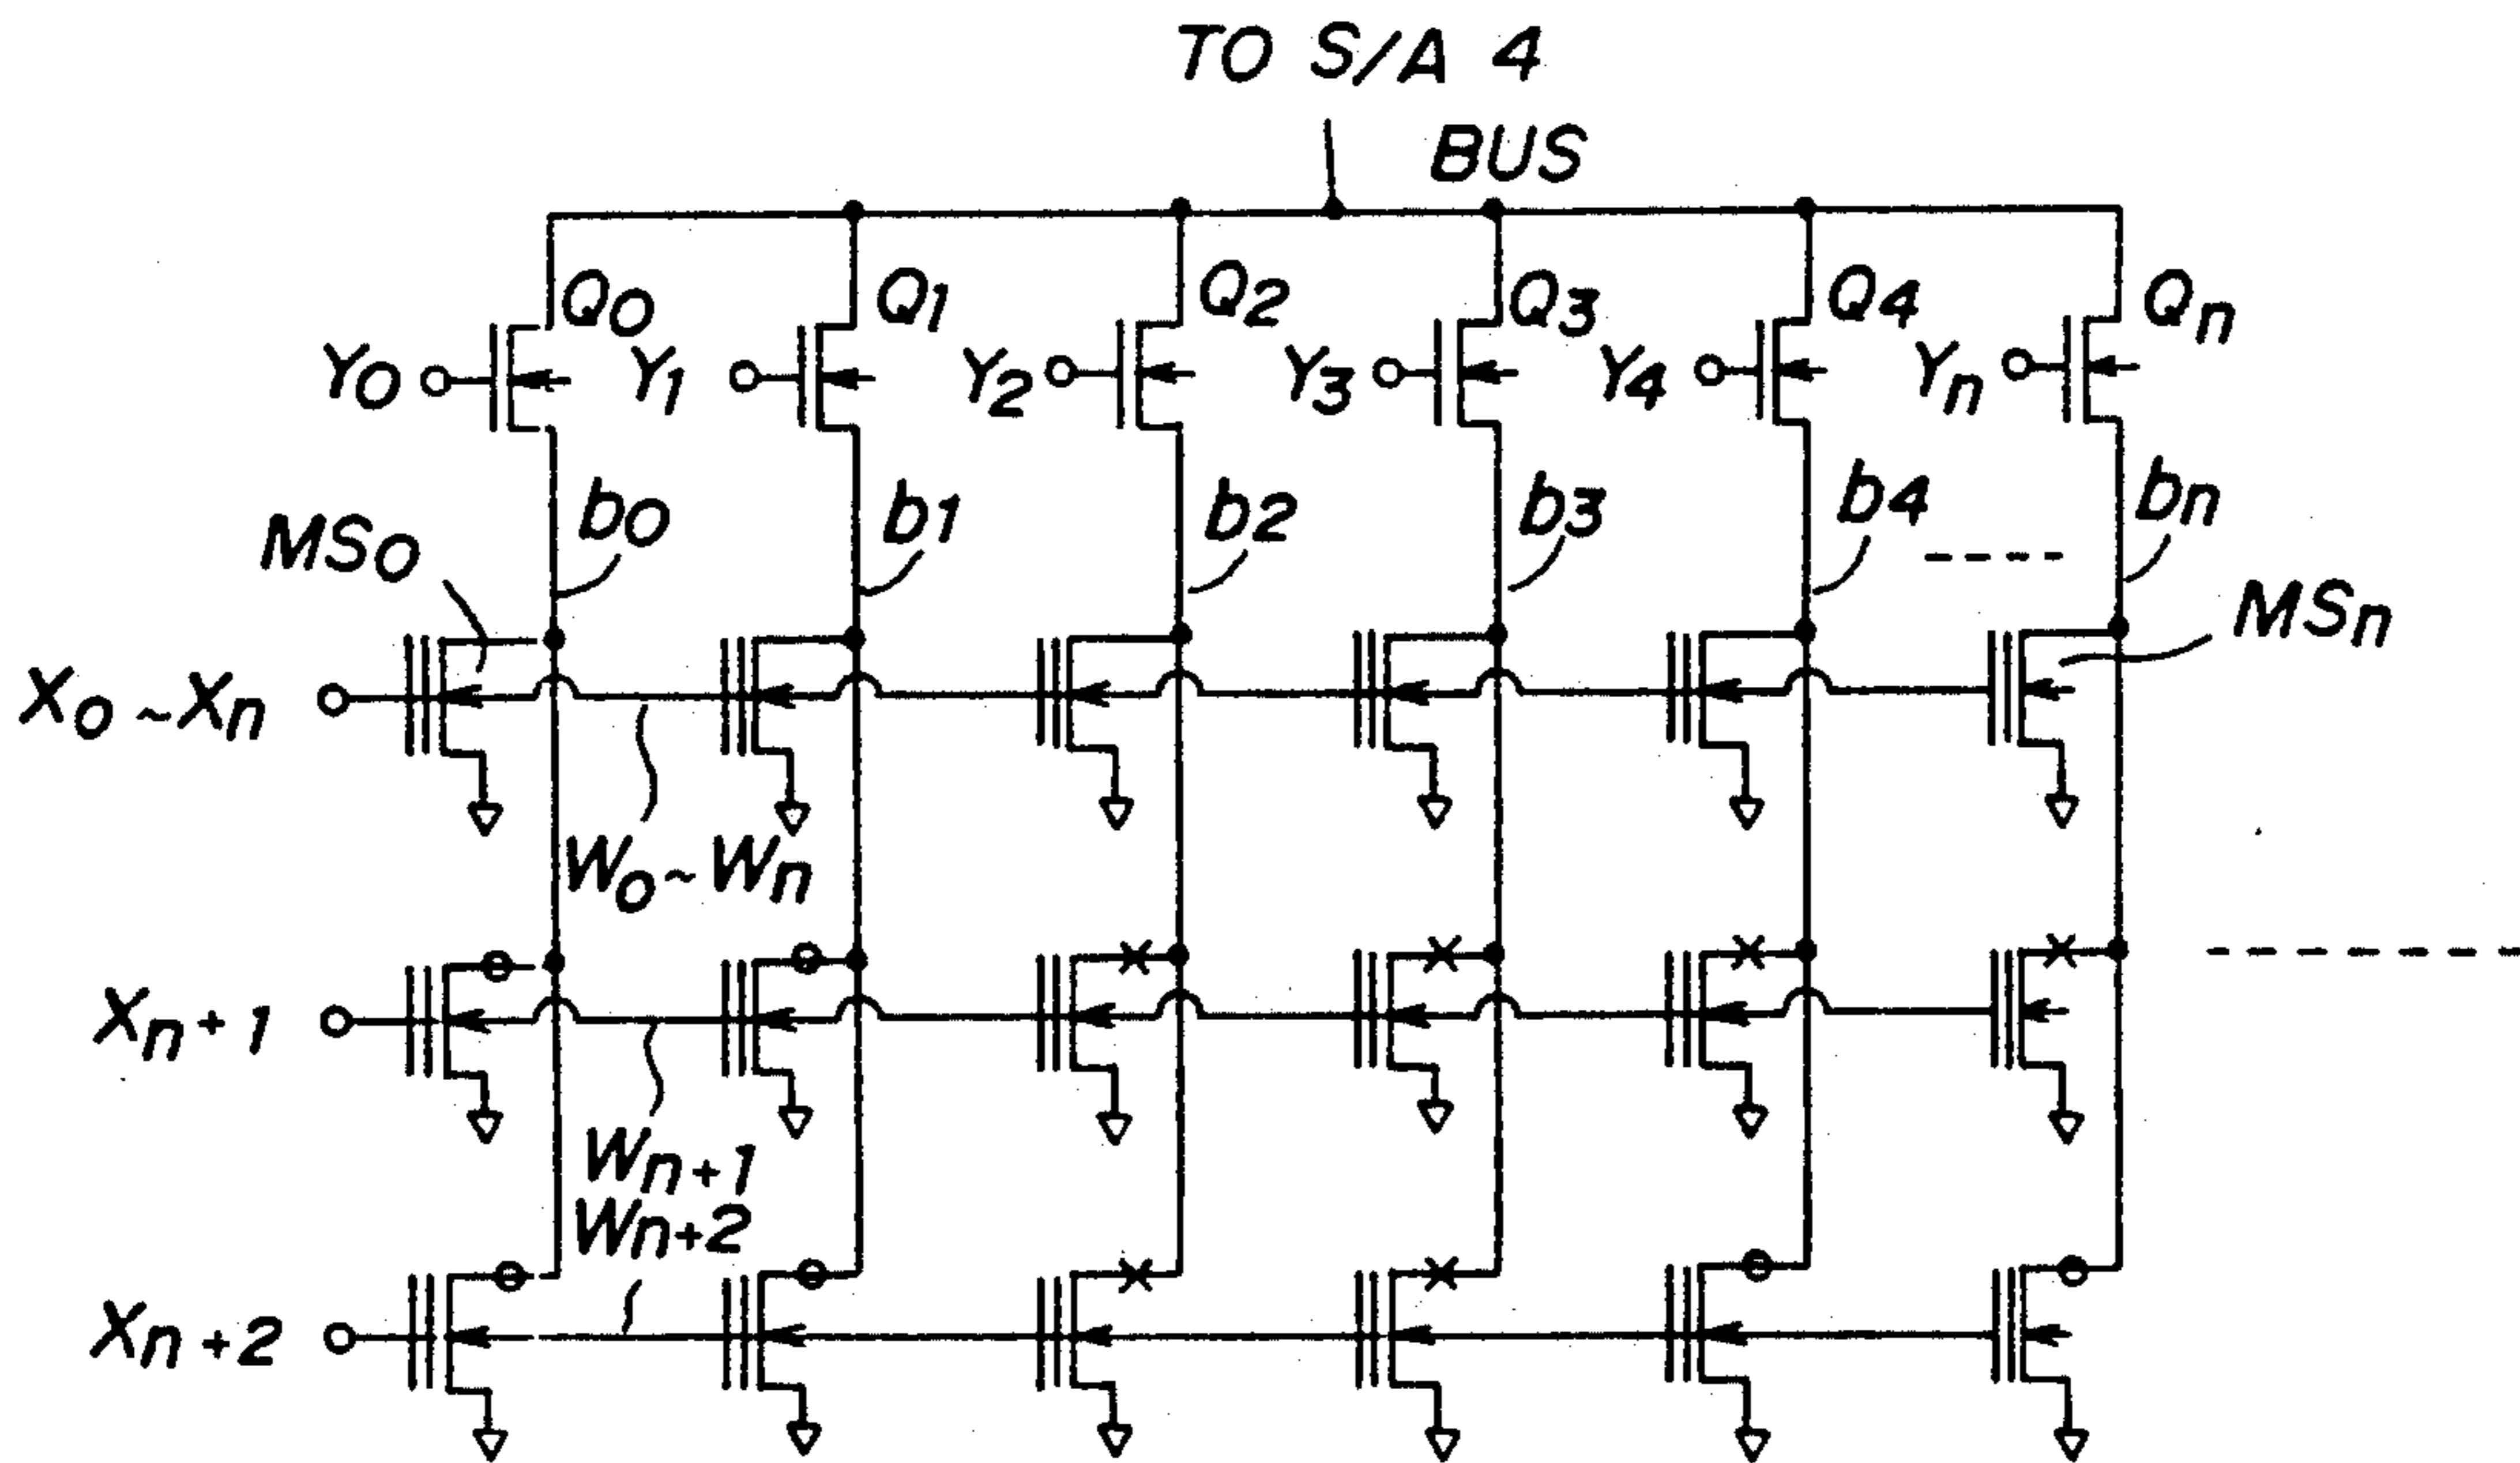 TO S/A 4
BUS
Q0 Q1 Q2 Q3 Q4 Qn
Y0 Y1 Y2 Y3 Y4 Yn
b0 b1 b2 b3 b4 bn
MS0
MSn
X0~Xn
W0~Wn
Xn+1
Wn+1
Wn+2
Xn+2